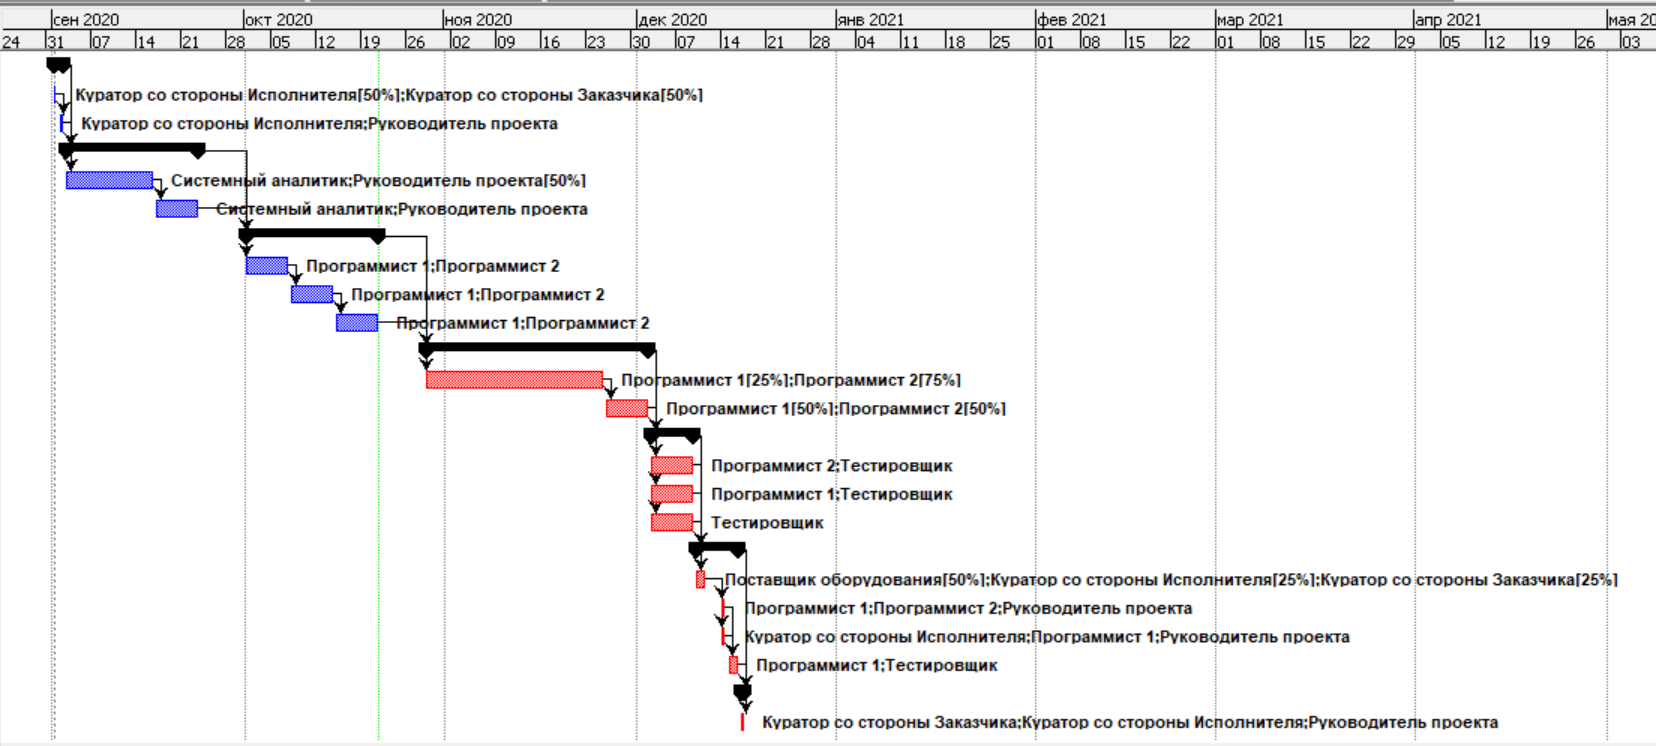 сен 2020 окт 2020 ноя 2020 дек 2020 янв 2021 фев 2021 мар 2021 апр 2021 мая 20
24 31 07 14 21 28 05 12 19 26 02 09 16 23 30 07 14 21 28 04 11 18 25 01 08 15 22 01 08 15 22 29 05 12 19 26 03
Куратор со стороны Исполнителя[50%];Куратор со стороны Заказчика[50%]
Куратор со стороны Исполнителя;Руководитель проекта
Системный аналитик;Руководитель проекта[50%]
Системный аналитик;Руководитель проекта
Программист 1;Программист 2
Программист 1;Программист 2
Программист 1;Программист 2
Программист 1[25%];Программист 2[75%]
Программист 1[50%];Программист 2[50%]
Программист 2;Тестировщик
Программист 1;Тестировщик
Тестировщик
Поставщик оборудования[50%];Куратор со стороны Исполнителя[25%];Куратор со стороны Заказчика[25%]
Программист 1;Программист 2;Руководитель проекта
Куратор со стороны Исполнителя;Программист 1;Руководитель проекта
Программист 1;Тестировщик
Куратор со стороны Заказчика;Куратор со стороны Исполнителя;Руководитель проекта